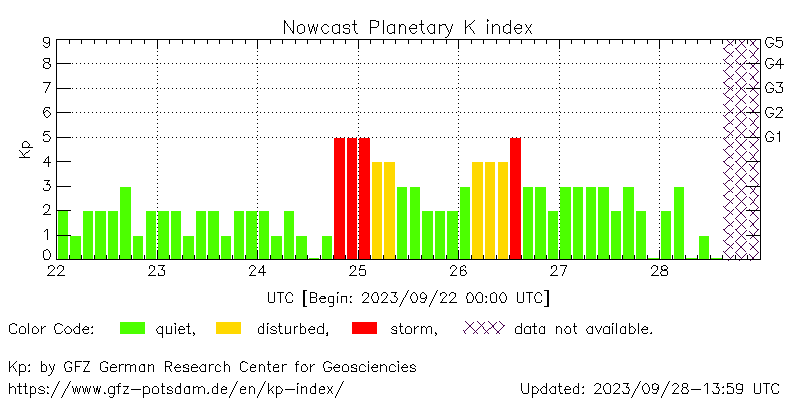 Nowcast Planetary K index
9 G5
8 G4
7 G3
6 G2
5 G1
4
3
2
1
0
Kp
22 23 24 25 26 27 28
UTC [Begin: 2023/09/22 00:00 UTC]
Color Code: quiet, disturbed, storm, data not available.
Kp: by GFZ German Research Center for Geosciencies
https://www.gfz-potsdam.de/en/kp-index/ Updated: 2023/09/28-13:59 UTC